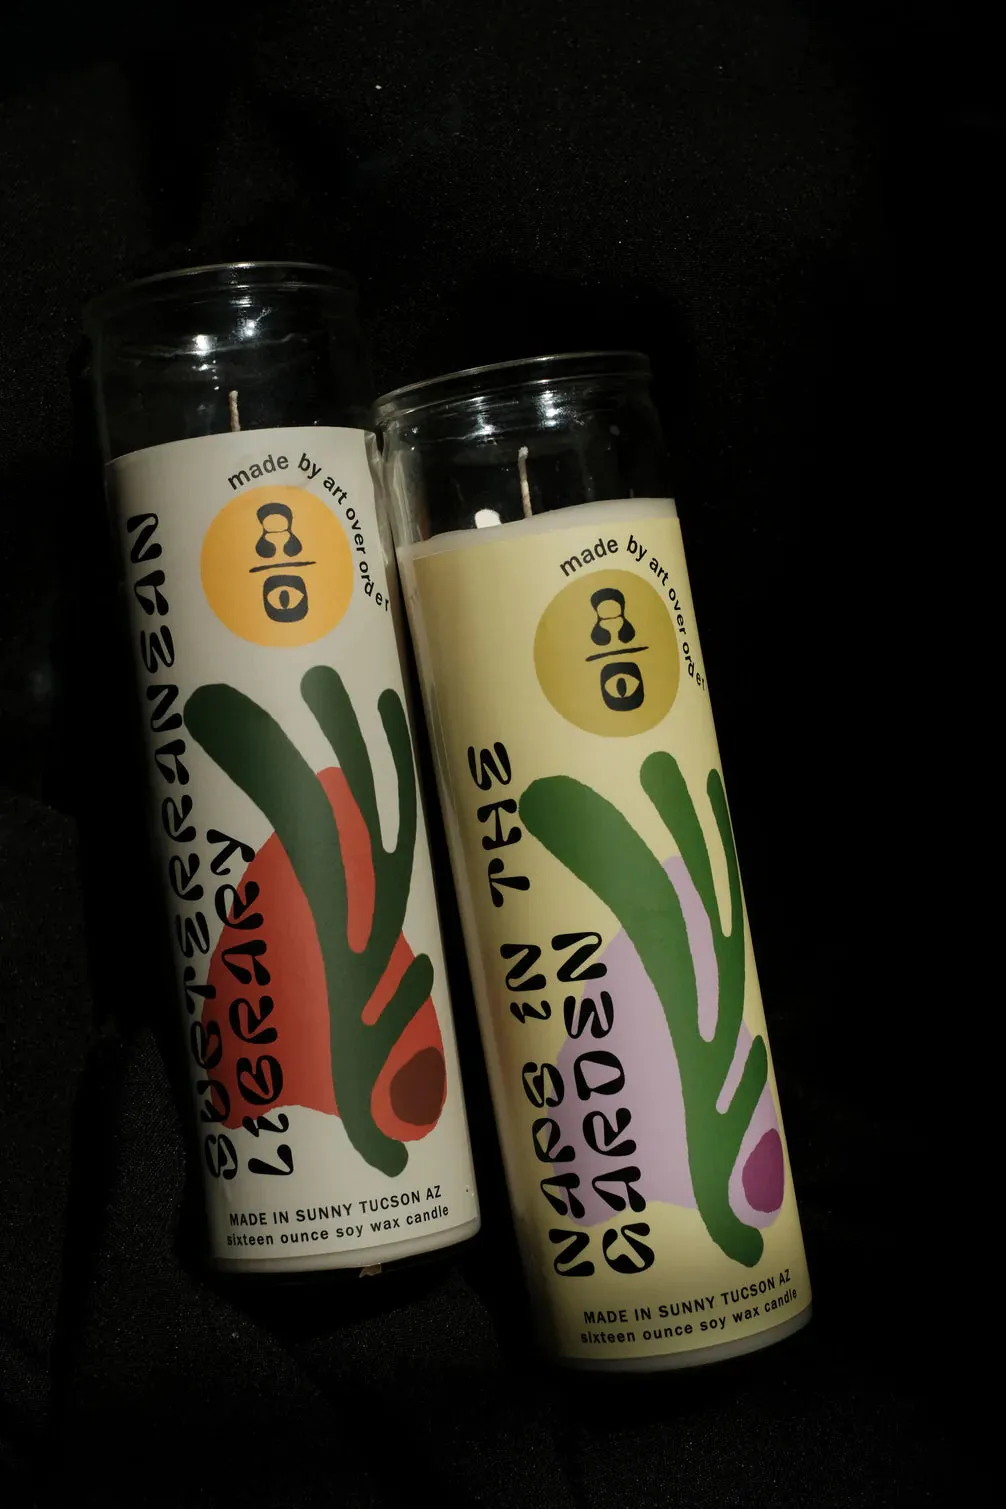 made by art over order
A
O
SUBTERRANEAN
LIBRARY
MADE IN SUNNY TUCSON AZ
sixteen ounce soy wax candle
made by art over order
A
O
NAPS IN THE
GARDEN
MADE IN SUNNY TUCSON AZ
sixteen ounce soy wax candle